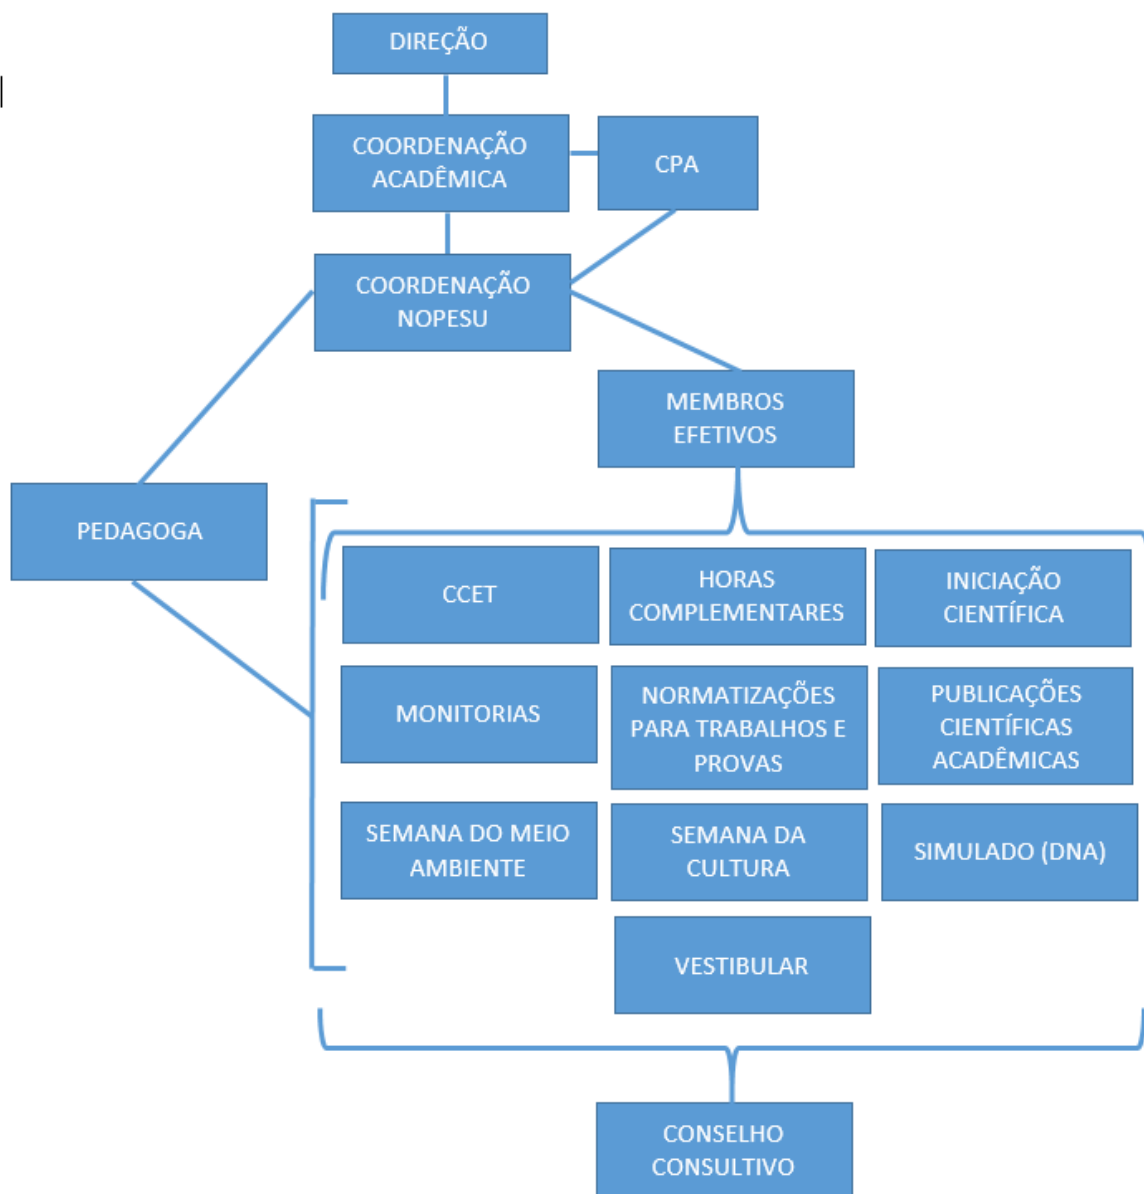 DIREÇÃO
COORDENAÇÃO
ACADÊMICA
CPA
COORDENAÇÃO
NOPESU
MEMBROS
EFETIVOS
PEDAGOGA
CCET
HORAS
COMPLEMENTARES
INICIAÇÃO
CIENTÍFICA
MONITORIAS
NORMATIZAÇÕES
PARA TRABALHOS E
PROVAS
PUBLICAÇÕES
CIENTÍFICAS
ACADÊMICAS
SEMANA DO MEIO
AMBIENTE
SEMANA DA
CULTURA
SIMULADO (DNA)
VESTIBULAR
CONSELHO
CONSULTIVO